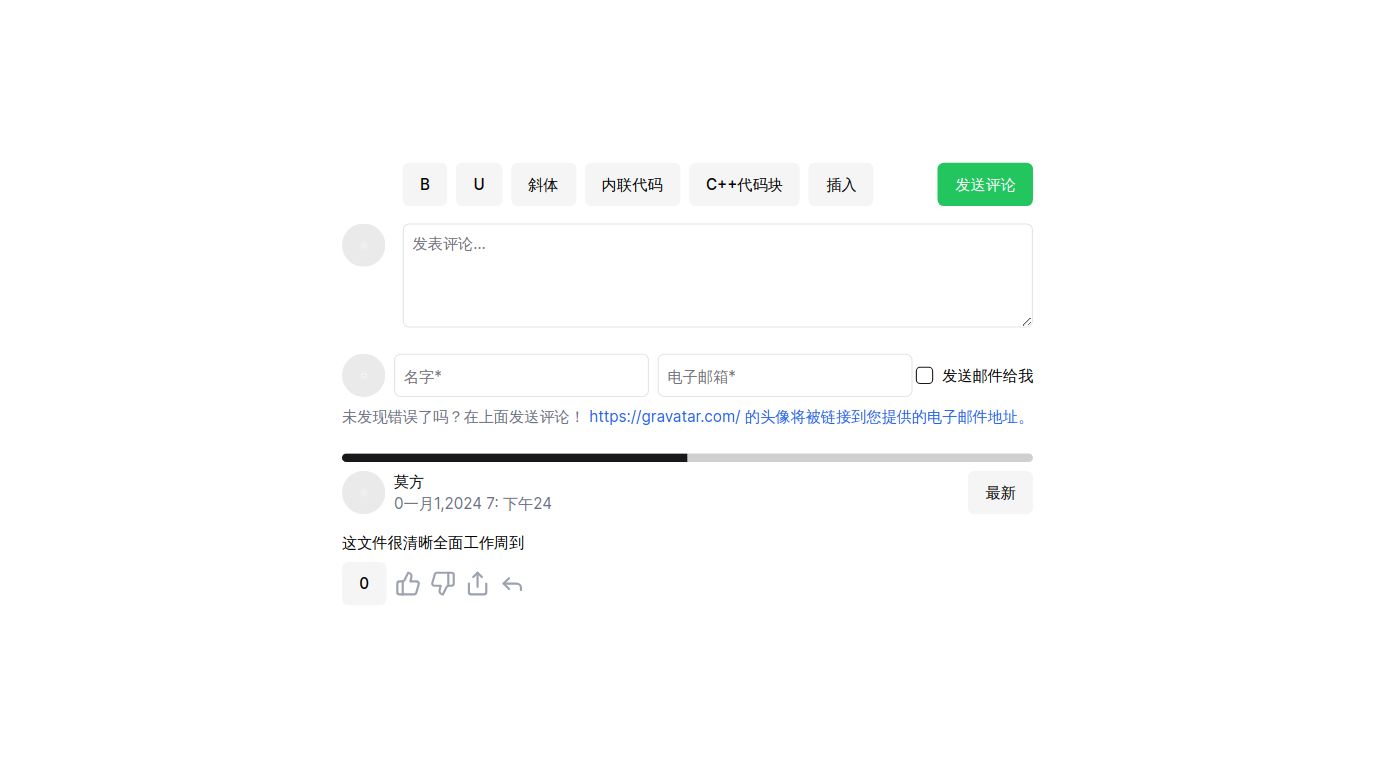 B U 斜体 内联代码 C++代码块 插入 发送评论
发表评论...
名字* 电子邮箱* 发送邮件给我
未发现错误了吗？在上面发送评论！ https://gravatar.com/ 的头像将被链接到您提供的电子邮件地址。
莫方
0一月1,2024 7: 下午24
最新
这文件很清晰全面工作周到
0